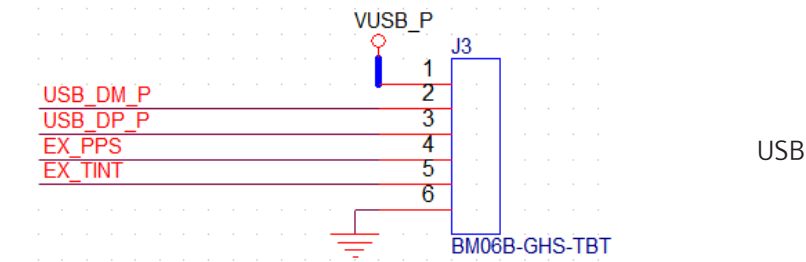 VUSB_P
J3
1
USB_DM_P 2
USB_DP_P 3
EX_PPS 4
EX_TINT 5
6
USB
BM06B-GHS-TBT